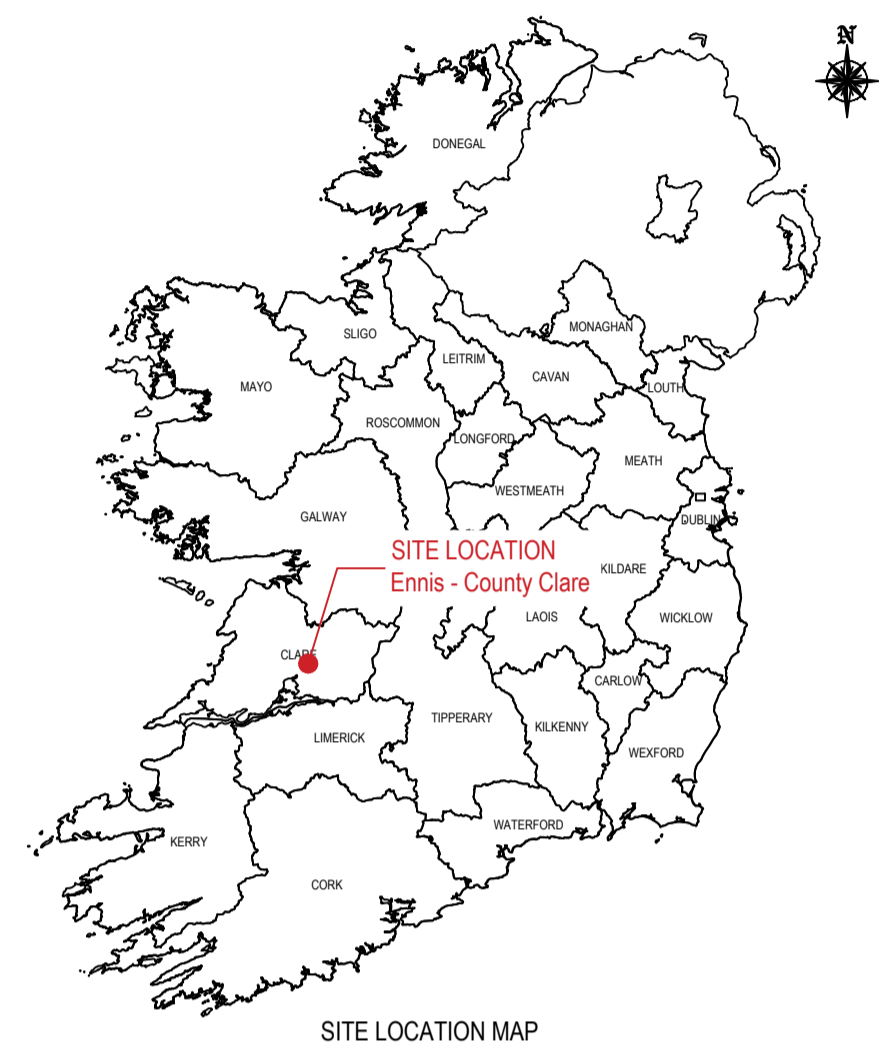 N
DONEGAL
MONAGHAN
SLIGO
LEITRIM
CAVAN
MAYO
LOUTH
ROSCOMMON
LONGFORD
MEATH
WESTMEATH
GALWAY
DUBLIN
SITE LOCATION
Ennis - County Clare
KILDARE
LAOIS
WICKLOW
CLARE
CARLOW
TIPPERARY
KILKENNY
LIMERICK
WEXFORD
WATERFORD
KERRY
CORK
SITE LOCATION MAP